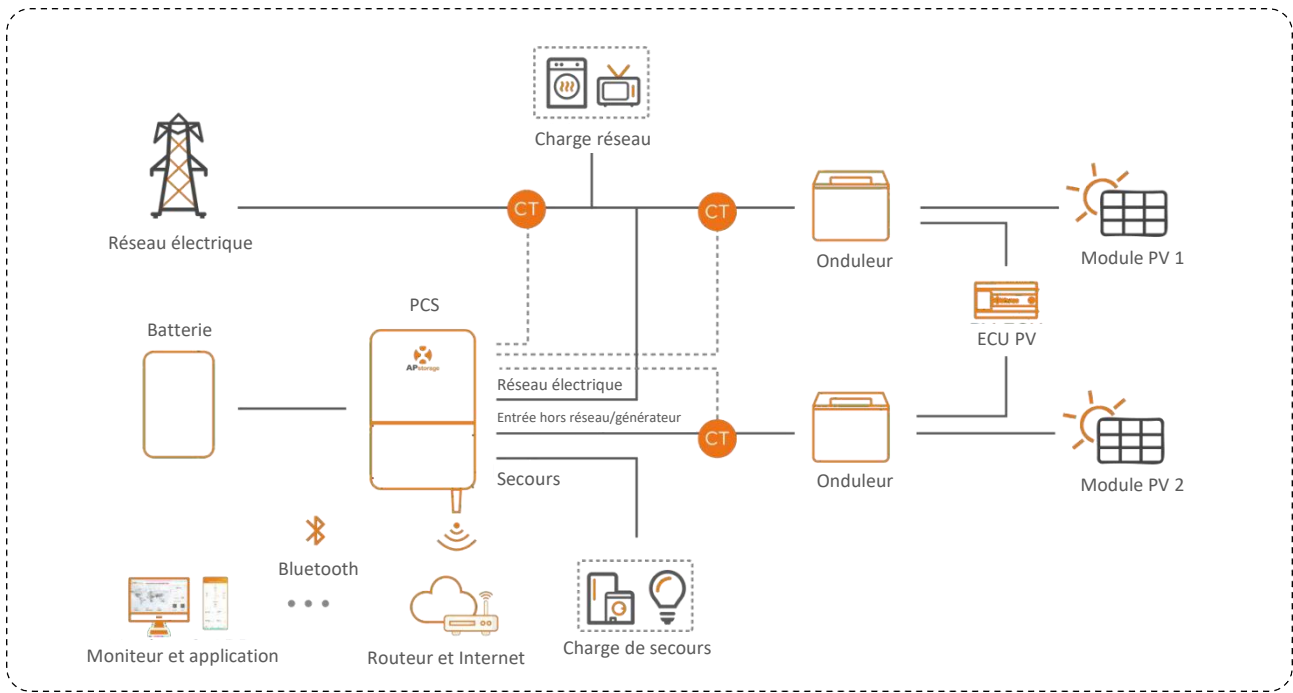 Charge réseau
CT
CT
Réseau électrique
Onduleur
Module PV 1
PCS
Batterie
ECU PV
APstorage
Réseau électrique
Entrée hors réseau/générateur
CT
Secours
Onduleur
Module PV 2
Bluetooth
Moniteur et application
Routeur et Internet
Charge de secours